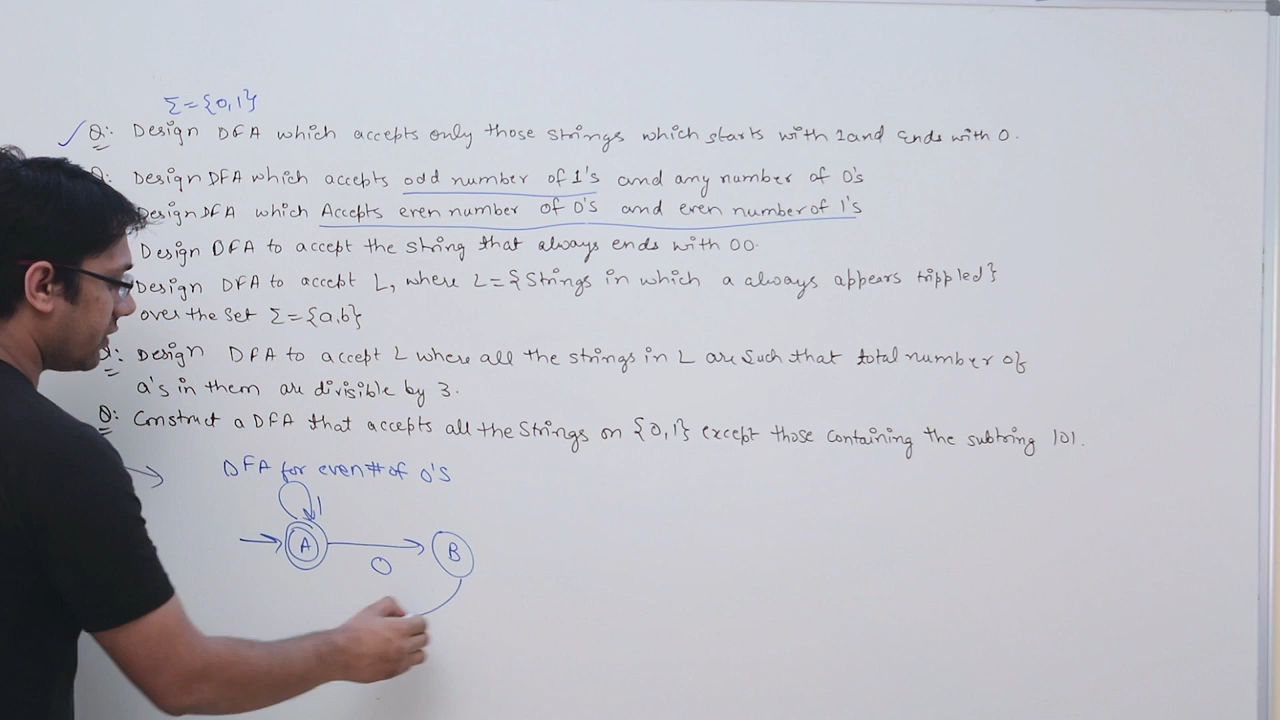 Σ={0,1}
Q: Design DFA which accepts only those strings which starts with 1 and ends with 0.
Q: Design DFA which accepts odd number of 1's and any number of 0's
Design DFA which Accepts even number of 0's and even number of 1's
Design DFA to accept the string that always ends with 00.
Design DFA to accept L, where L={Strings in which a always appears trippled}
over the set Σ={a,b}
Q: Design DFA to accept L where all the strings in L are such that total number of
a's in them are divisible by 3.
Q: Construct a DFA that accepts all the strings on {0,1} except those containing the subtring 101.
DFA for even # of 0's
1
A
B
0